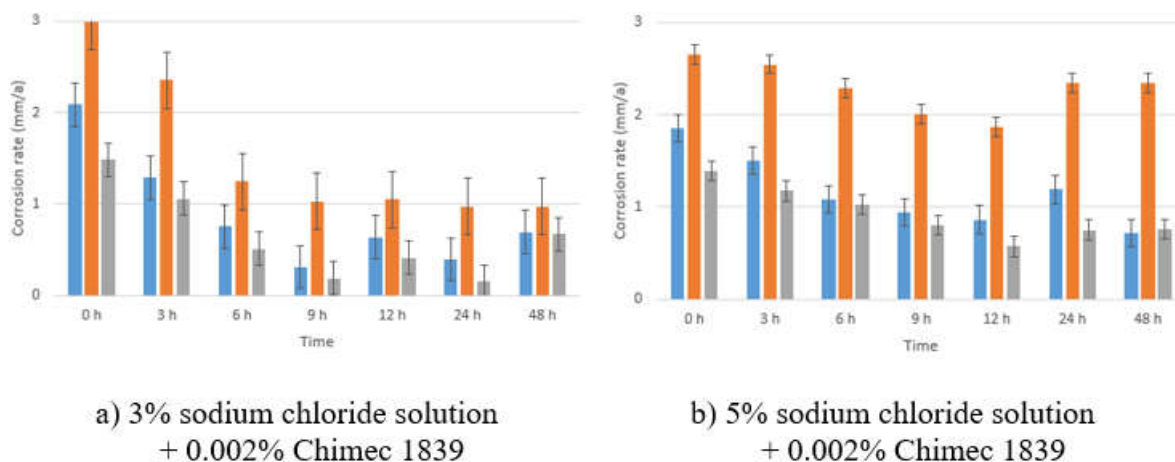 Corrosion rate (mm/a)
3
2
1
0
0 h 3 h 6 h 9 h 12 h 24 h 48 h
Time
a) 3% sodium chloride solution
+ 0.002% Chimec 1839
Corrosion rate (mm/a)
3
2
1
0
0 h 3 h 6 h 9 h 12 h 24 h 48 h
Time
b) 5% sodium chloride solution
+ 0.002% Chimec 1839